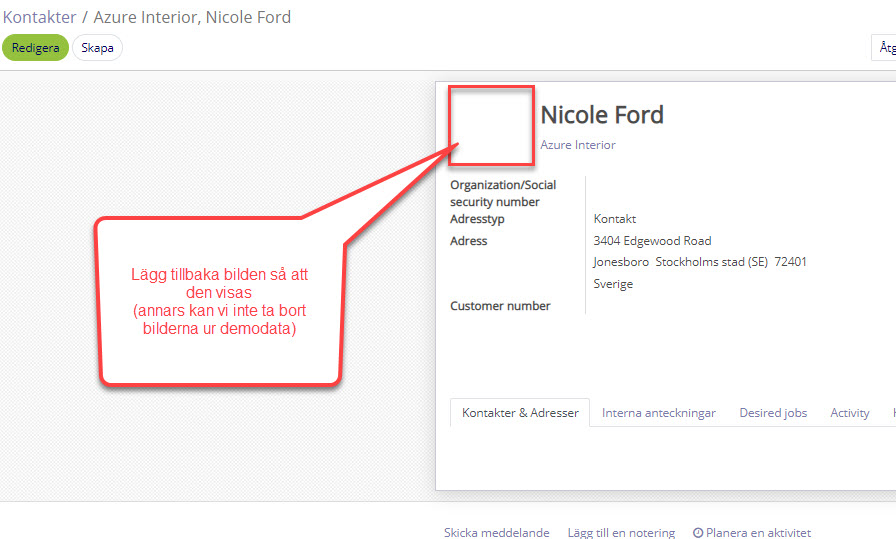 Kontakter / Azure Interior, Nicole Ford
Redigera Skapa
Nicole Ford
Azure Interior
Organization/Social
security number
Adresstyp Kontakt
Adress 3404 Edgewood Road
Jonesboro Stockholms stad (SE) 72401
Sverige
Customer number
Lägg tillbaka bilden så att
den visas
(annars kan vi inte ta bort
bilderna ur demodata)
Kontakter & Adresser Interna anteckningar Desired jobs Activity
Skicka meddelande Lägg till en notering Planera en aktivitet